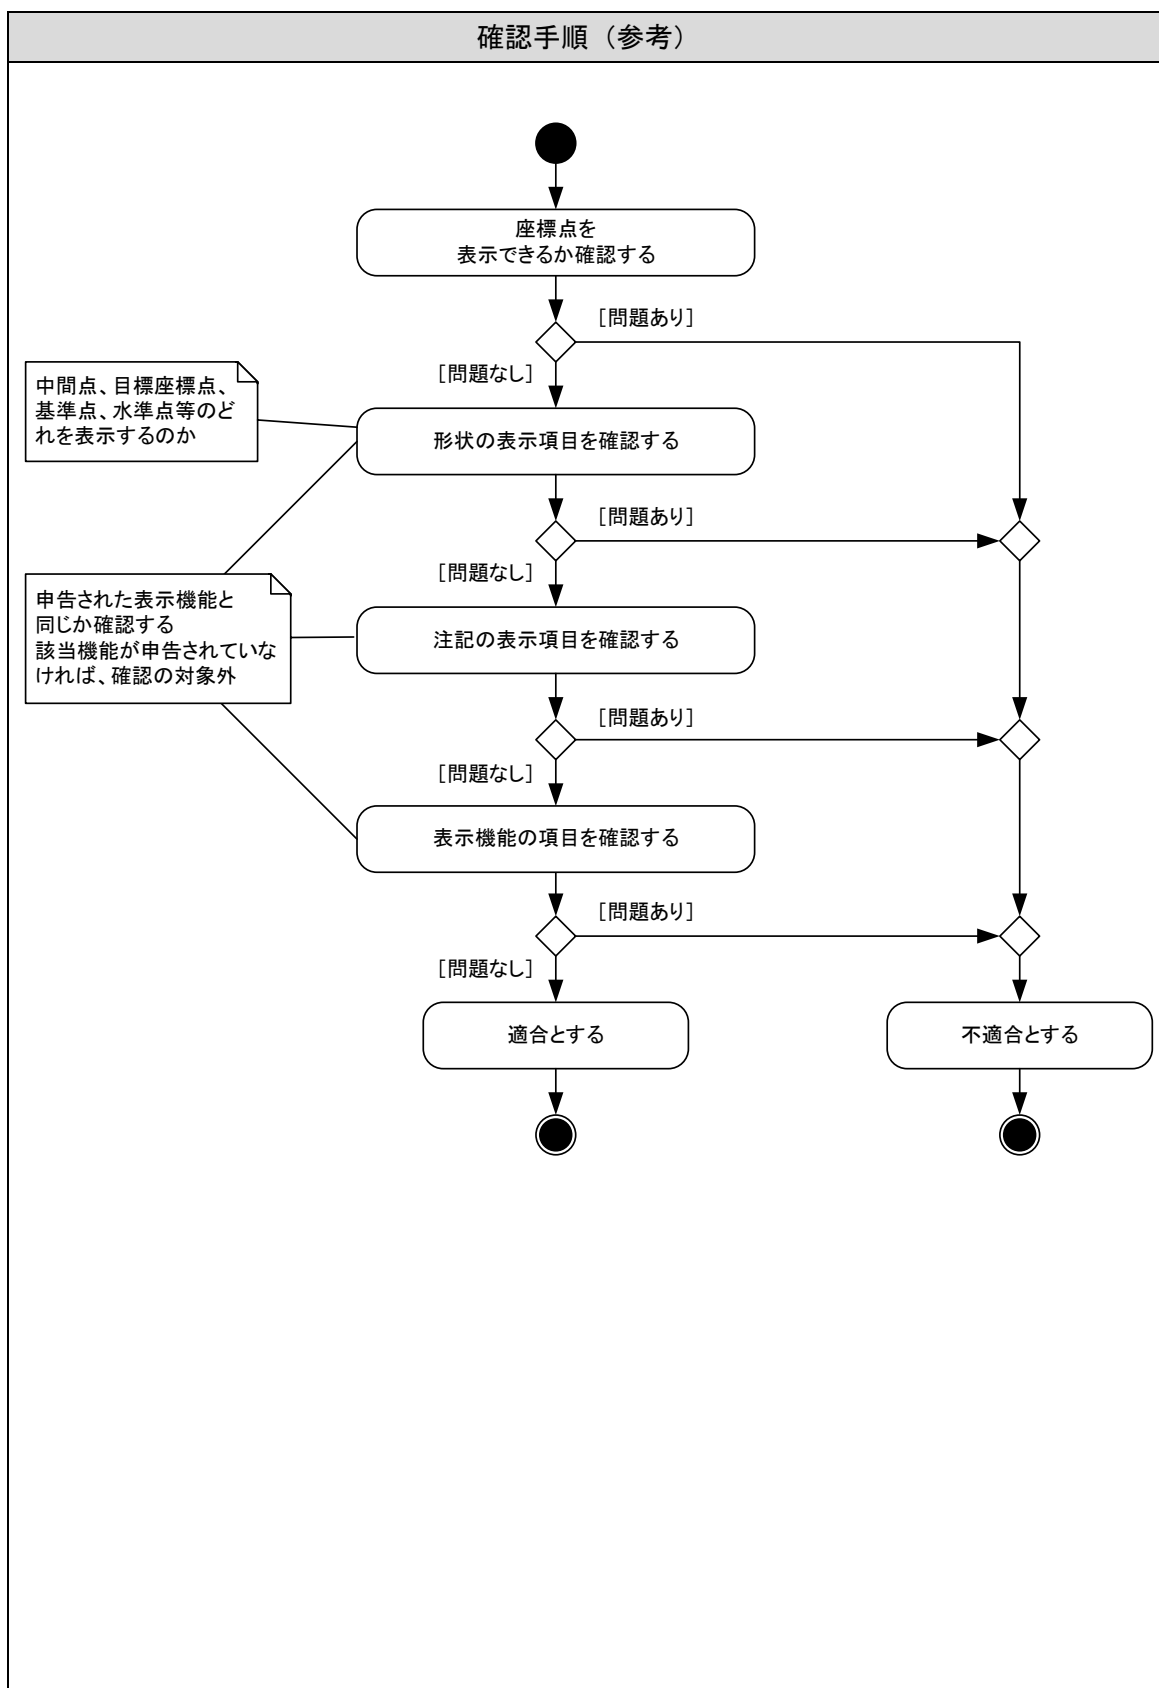 確認手順（参考）
座標点を
表示できるか確認する
[問題あり]
[問題なし]
中間点、目標座標点、
基準点、水準点等のど
れを表示するのか
形状の表示項目を確認する
[問題あり]
[問題なし]
申告された表示機能と
同じか確認する
該当機能が申告されていな
ければ、確認の対象外
注記の表示項目を確認する
[問題あり]
[問題なし]
表示機能の項目を確認する
[問題あり]
[問題なし]
適合とする
不適合とする